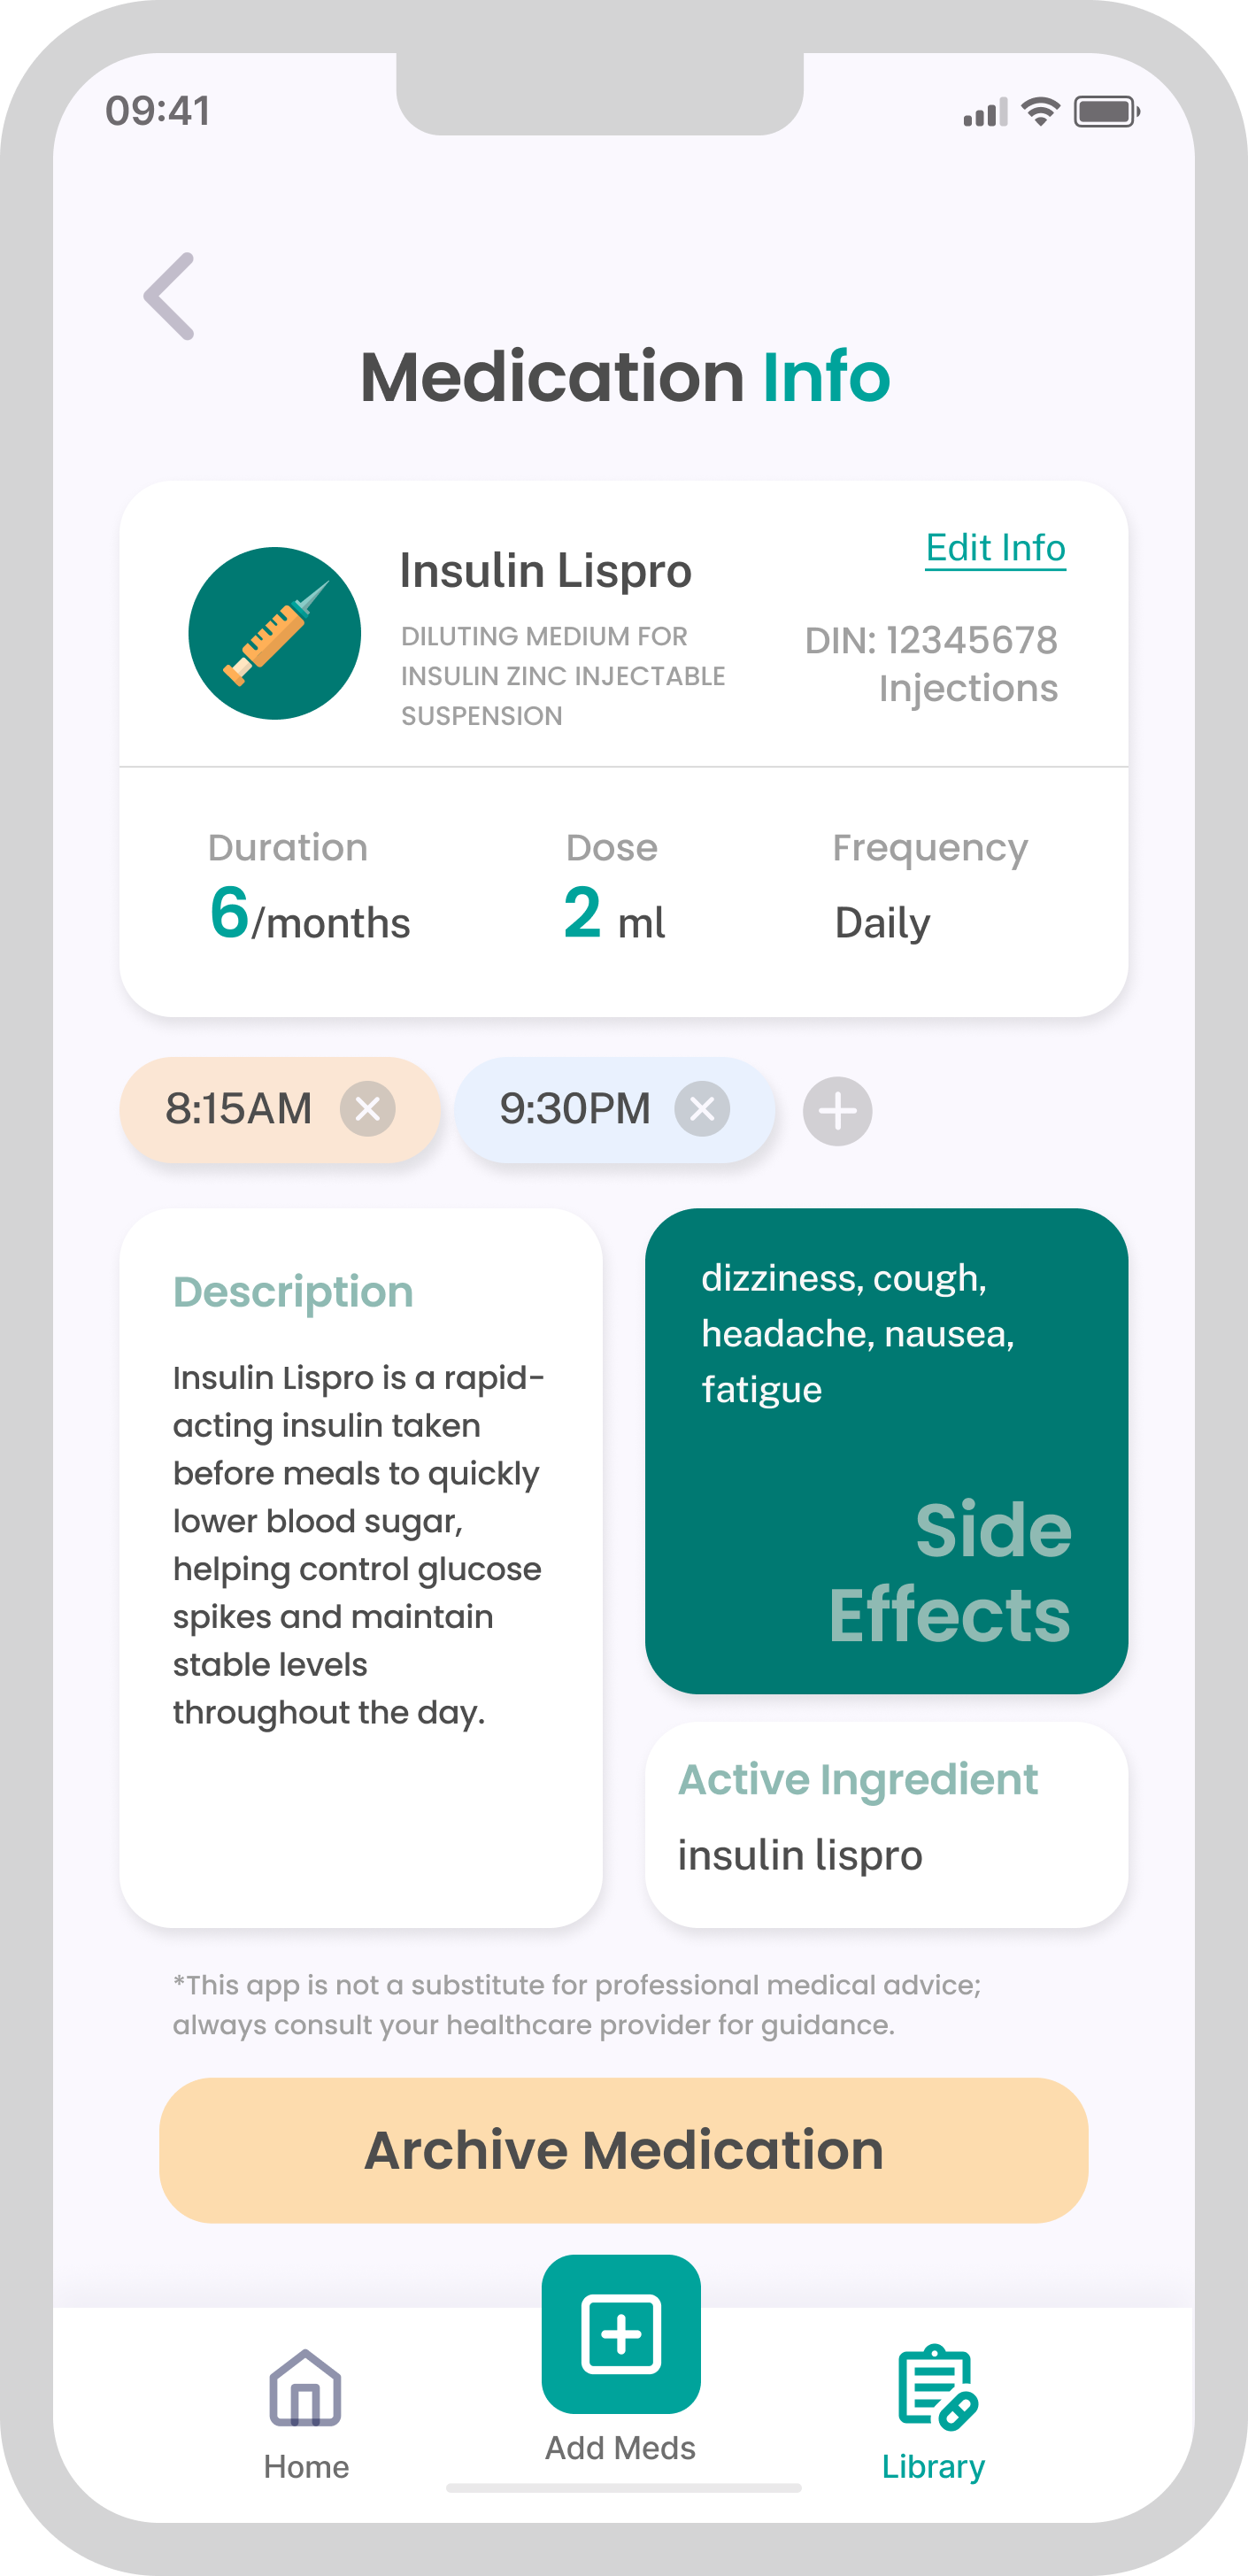 09:41
Medication Info
Insulin Lispro
Edit Info
DILUTING MEDIUM FOR
INSULIN ZINC INJECTABLE
SUSPENSION
DIN: 12345678
Injections
Duration
6/months
Dose
2 ml
Frequency
Daily
8:15AM
9:30PM
Description
Insulin Lispro is a rapid-
acting insulin taken
before meals to quickly
lower blood sugar,
helping control glucose
spikes and maintain
stable levels
throughout the day.
dizziness, cough,
headache, nausea,
fatigue
Side
Effects
Active Ingredient
insulin lispro
*This app is not a substitute for professional medical advice;
always consult your healthcare provider for guidance.
Archive Medication
Home
Add Meds
Library